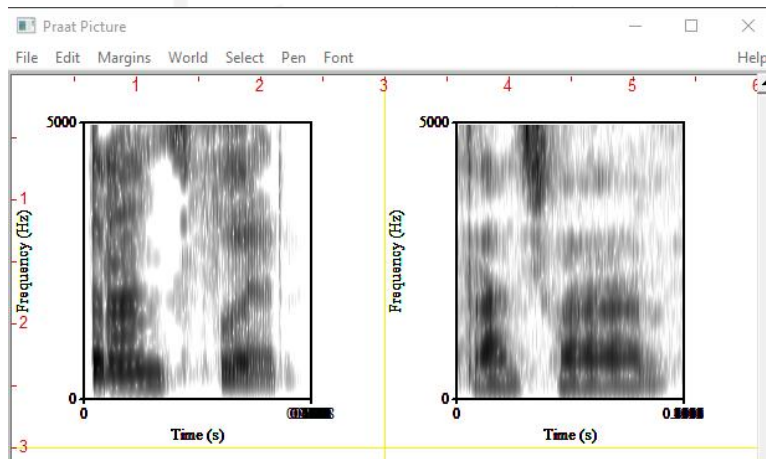 Praat Picture
File Edit Margins World Select Pen Font Help
1 2 3 4 5 6
1
2
3
5000
Frequency (Hz)
0
0
Time (s)
5000
Frequency (Hz)
0
0
Time (s)